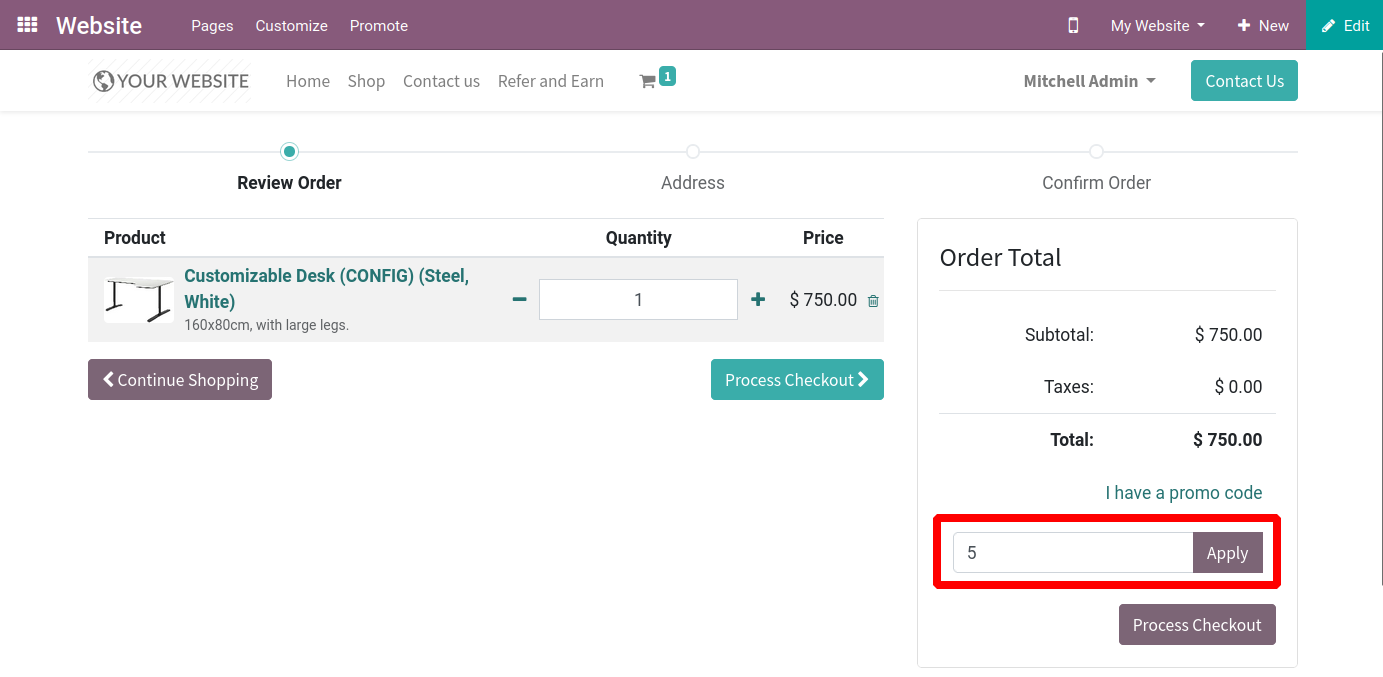 Website Pages Customize Promote My Website New Edit
YOUR WEBSITE Home Shop Contact us Refer and Earn 1 Mitchell Admin Contact Us
Review Order Address Confirm Order
Product Quantity Price
Customizable Desk (CONFIG) (Steel,
White)
160x80cm, with large legs.
1
$ 750.00
Continue Shopping Process Checkout
Order Total
Subtotal: $ 750.00
Taxes: $ 0.00
Total: $ 750.00
I have a promo code
5 Apply
Process Checkout